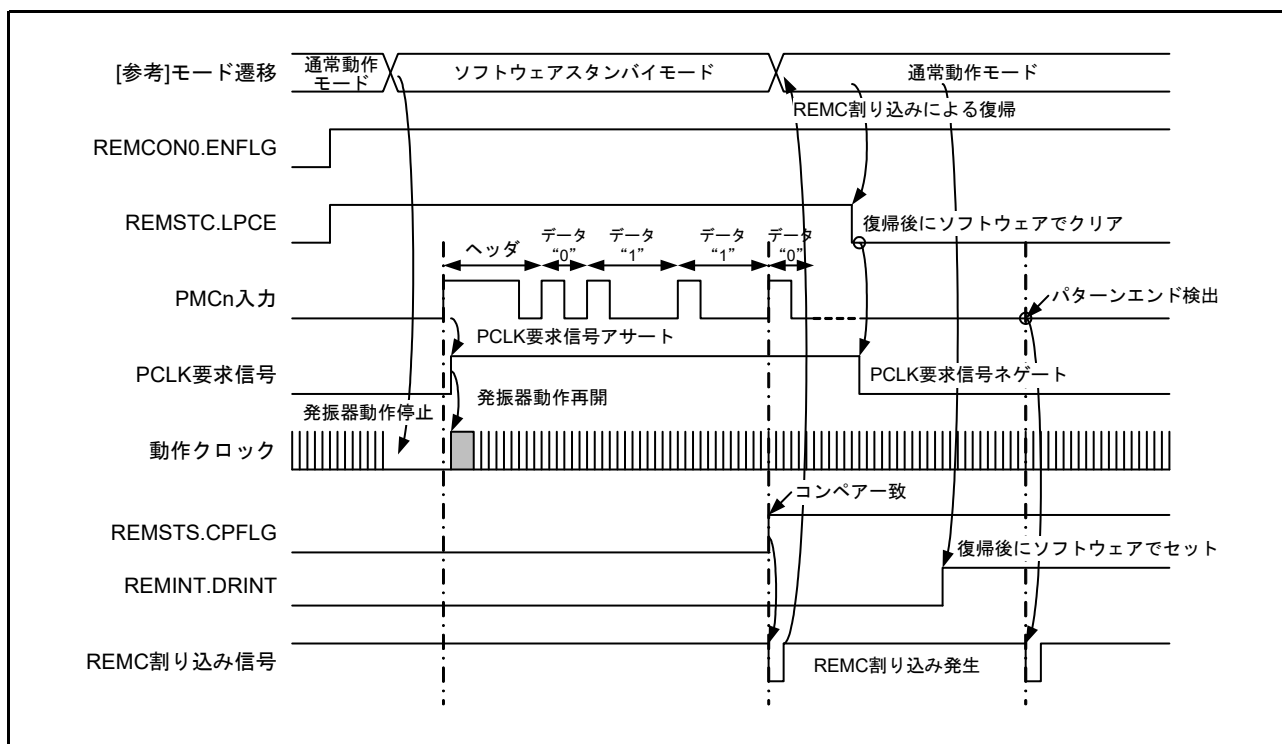 [参考]モード遷移
通常動作
モード
ソフトウェアスタンバイモード
通常動作モード
REMC割り込みによる復帰
REMCON0.ENFLG
REMSTC.LPCE
復帰後にソフトウェアでクリア
ヘッダ
データ
“0”
データ
“1”
データ
“1”
データ
“0”
PMCn入力
パターンエンド検出
PCLK要求信号アサート
PCLK要求信号
PCLK要求信号ネゲート
発振器動作再開
発振器動作停止
動作クロック
コンペアー致
REMSTS.CPFLG
復帰後にソフトウェアでセット
REMINT.DRINT
REMC割り込み信号
REMC割り込み発生